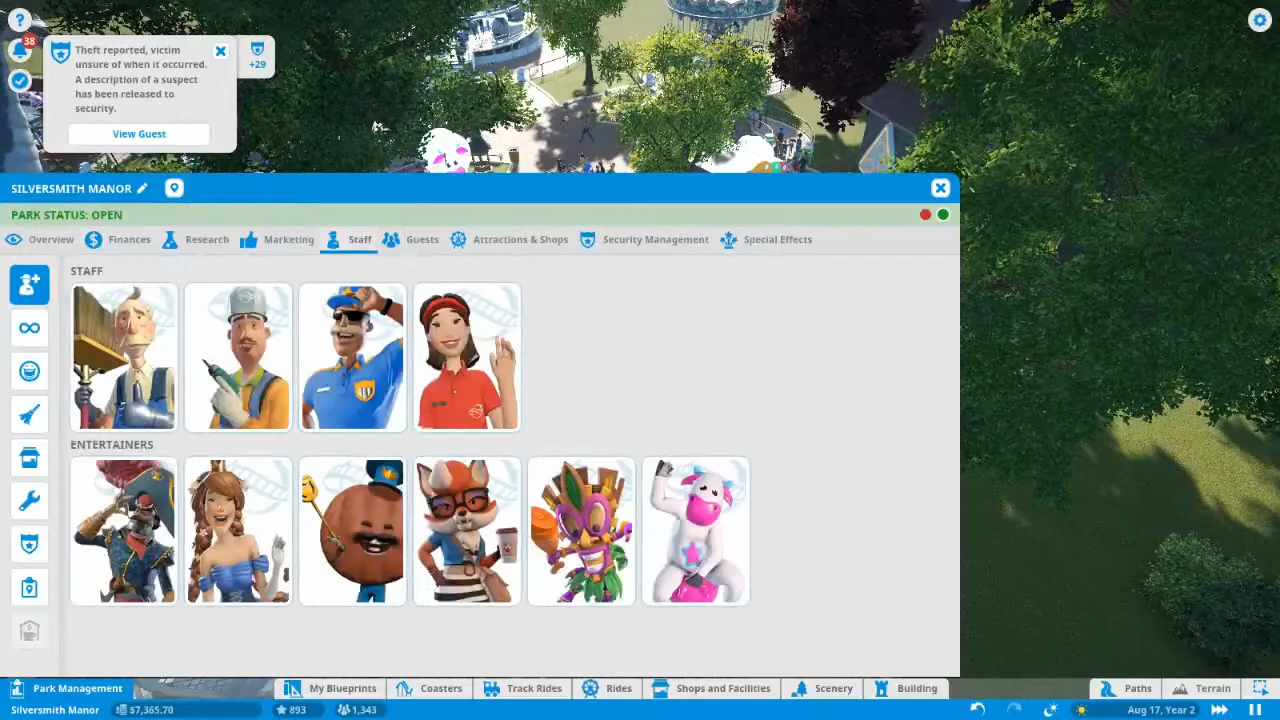 ?
38
Theft reported, victim
unsure of when it occurred.
A description of a suspect
has been released to
security.
+29
View Guest
SILVERSMITH MANOR
PARK STATUS: OPEN
Overview Finances Research Marketing Staff Guests Attractions & Shops Security Management Special Effects
STAFF
ENTERTAINERS
Park Management My Blueprints Coasters Track Rides Rides Shops and Facilities Scenery Building Paths Terrain
Silversmith Manor $7,365.70 893 1,343 Aug 17, Year 2